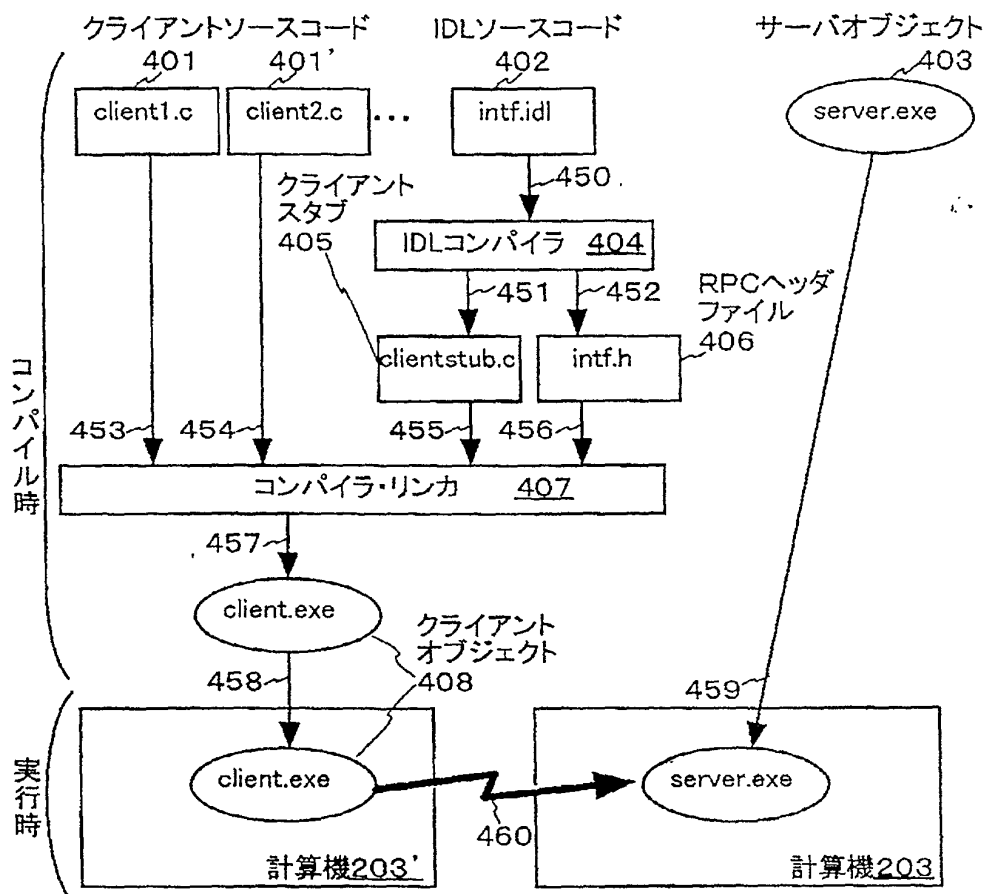 クライアントソースコード
IDLソースコード
サーバオブジェクト
401
401'
402
403
client1.c
client2.c
...
intf.idl
server.exe
450
クライアント
スタブ
405
IDLコンパイラ 404
451
452
RPCヘッダ
ファイル
406
clientstub.c
intf.h
コンパイル時
453
454
455
456
コンパイラ・リンカ 407
457
client.exe
クライアント
オブジェクト
408
458
459
実行時
client.exe
server.exe
460
計算機203'
計算機203